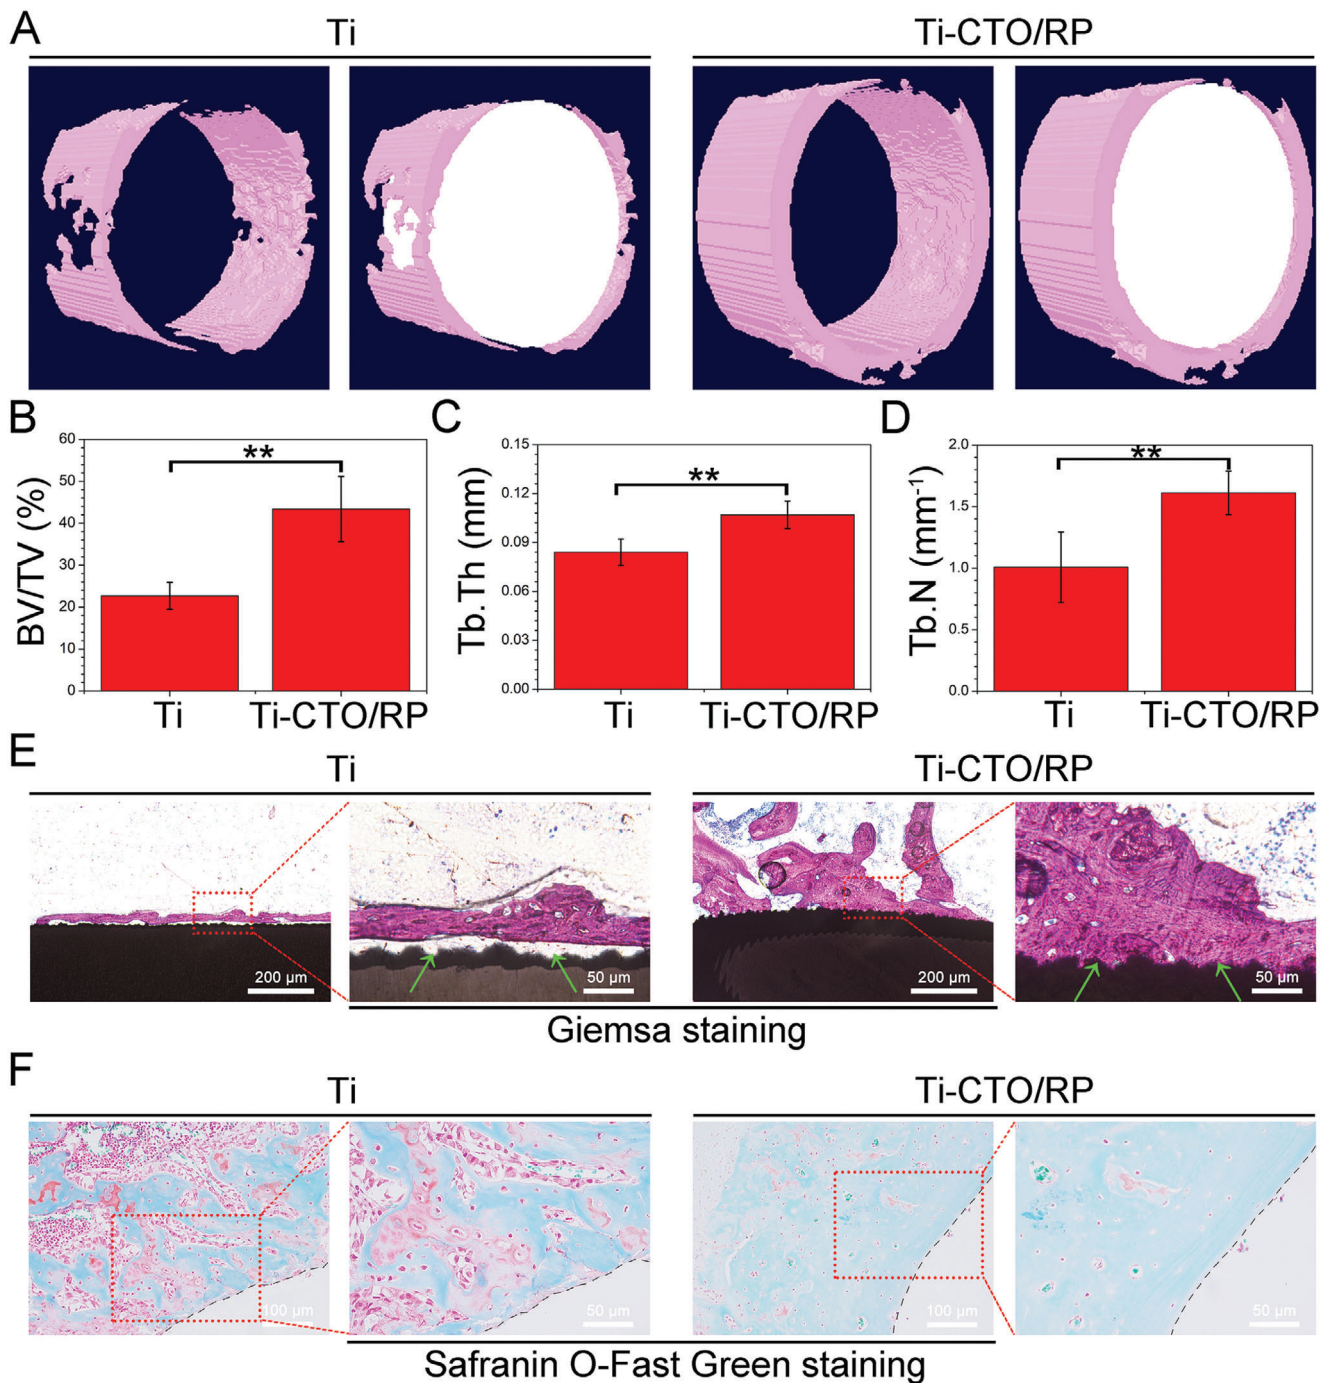 A
Ti
Ti-CTO/RP
B
C
D
60
50
40
30
20
10
0
BV/TV (%)
**
Ti
Ti-CTO/RP
0.15
0.12
0.09
0.06
0.03
0.00
Tb.Th (mm)
**
Ti
Ti-CTO/RP
2.0
1.5
1.0
0.5
0.0
Tb.N (mm⁻¹)
**
Ti
Ti-CTO/RP
E
Ti
Ti-CTO/RP
200 µm
50 µm
200 µm
50 µm
Giemsa staining
F
Ti
Ti-CTO/RP
100 µm
50 µm
100 µm
50 µm
Safranin O-Fast Green staining